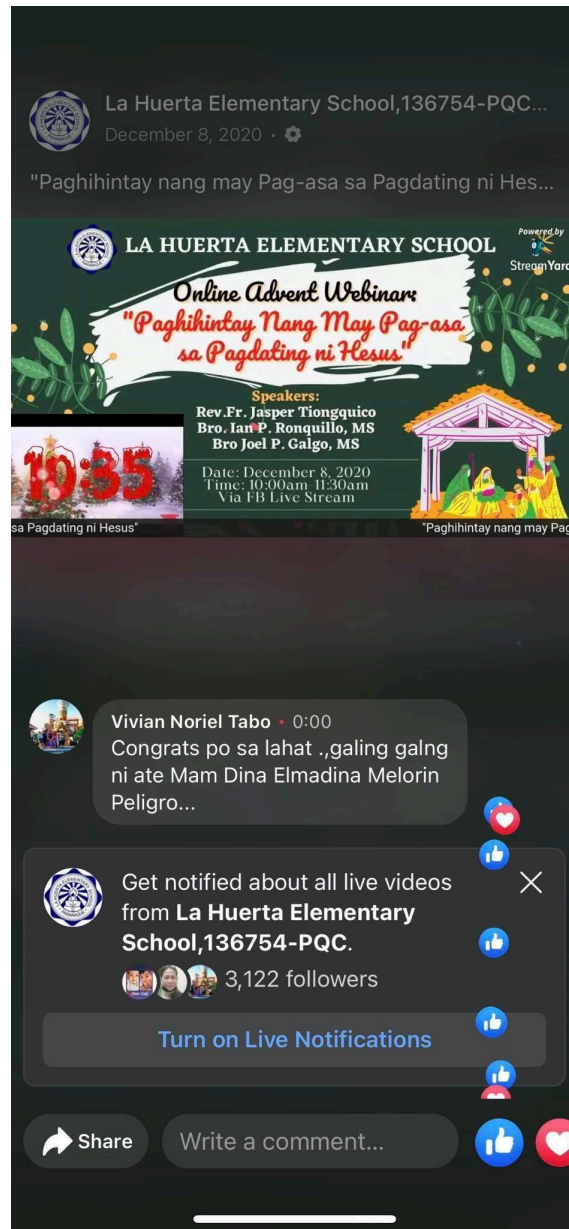 La Huerta Elementary School,136754-PQC...
December 8, 2020
"Paghihintay nang may Pag-asa sa Pagdating ni Hes...
LA HUERTA ELEMENTARY SCHOOL
Powered by
StreamYard
Online Advent Webinar:
"Paghihintay Nang May Pag-asa
sa Pagdating ni Hesus"
Speakers:
Rev.Fr. Jasper Tiongquico
Bro. Ian P. Ronquillo, MS
Bro Joel P. Galgo, MS
10:35
Date: December 8, 2020
Time: 10:00am-11:30am
Via FB Live Stream
sa Pagdating ni Hesus"
"Paghihintay nang may Pag
Vivian Noriel Tabo • 0:00
Congrats po sa lahat .,galing galng
ni ate Mam Dina Elmadina Melorin
Peligro...
Get notified about all live videos
from La Huerta Elementary
School,136754-PQC.
3,122 followers
Turn on Live Notifications
Share
Write a comment...